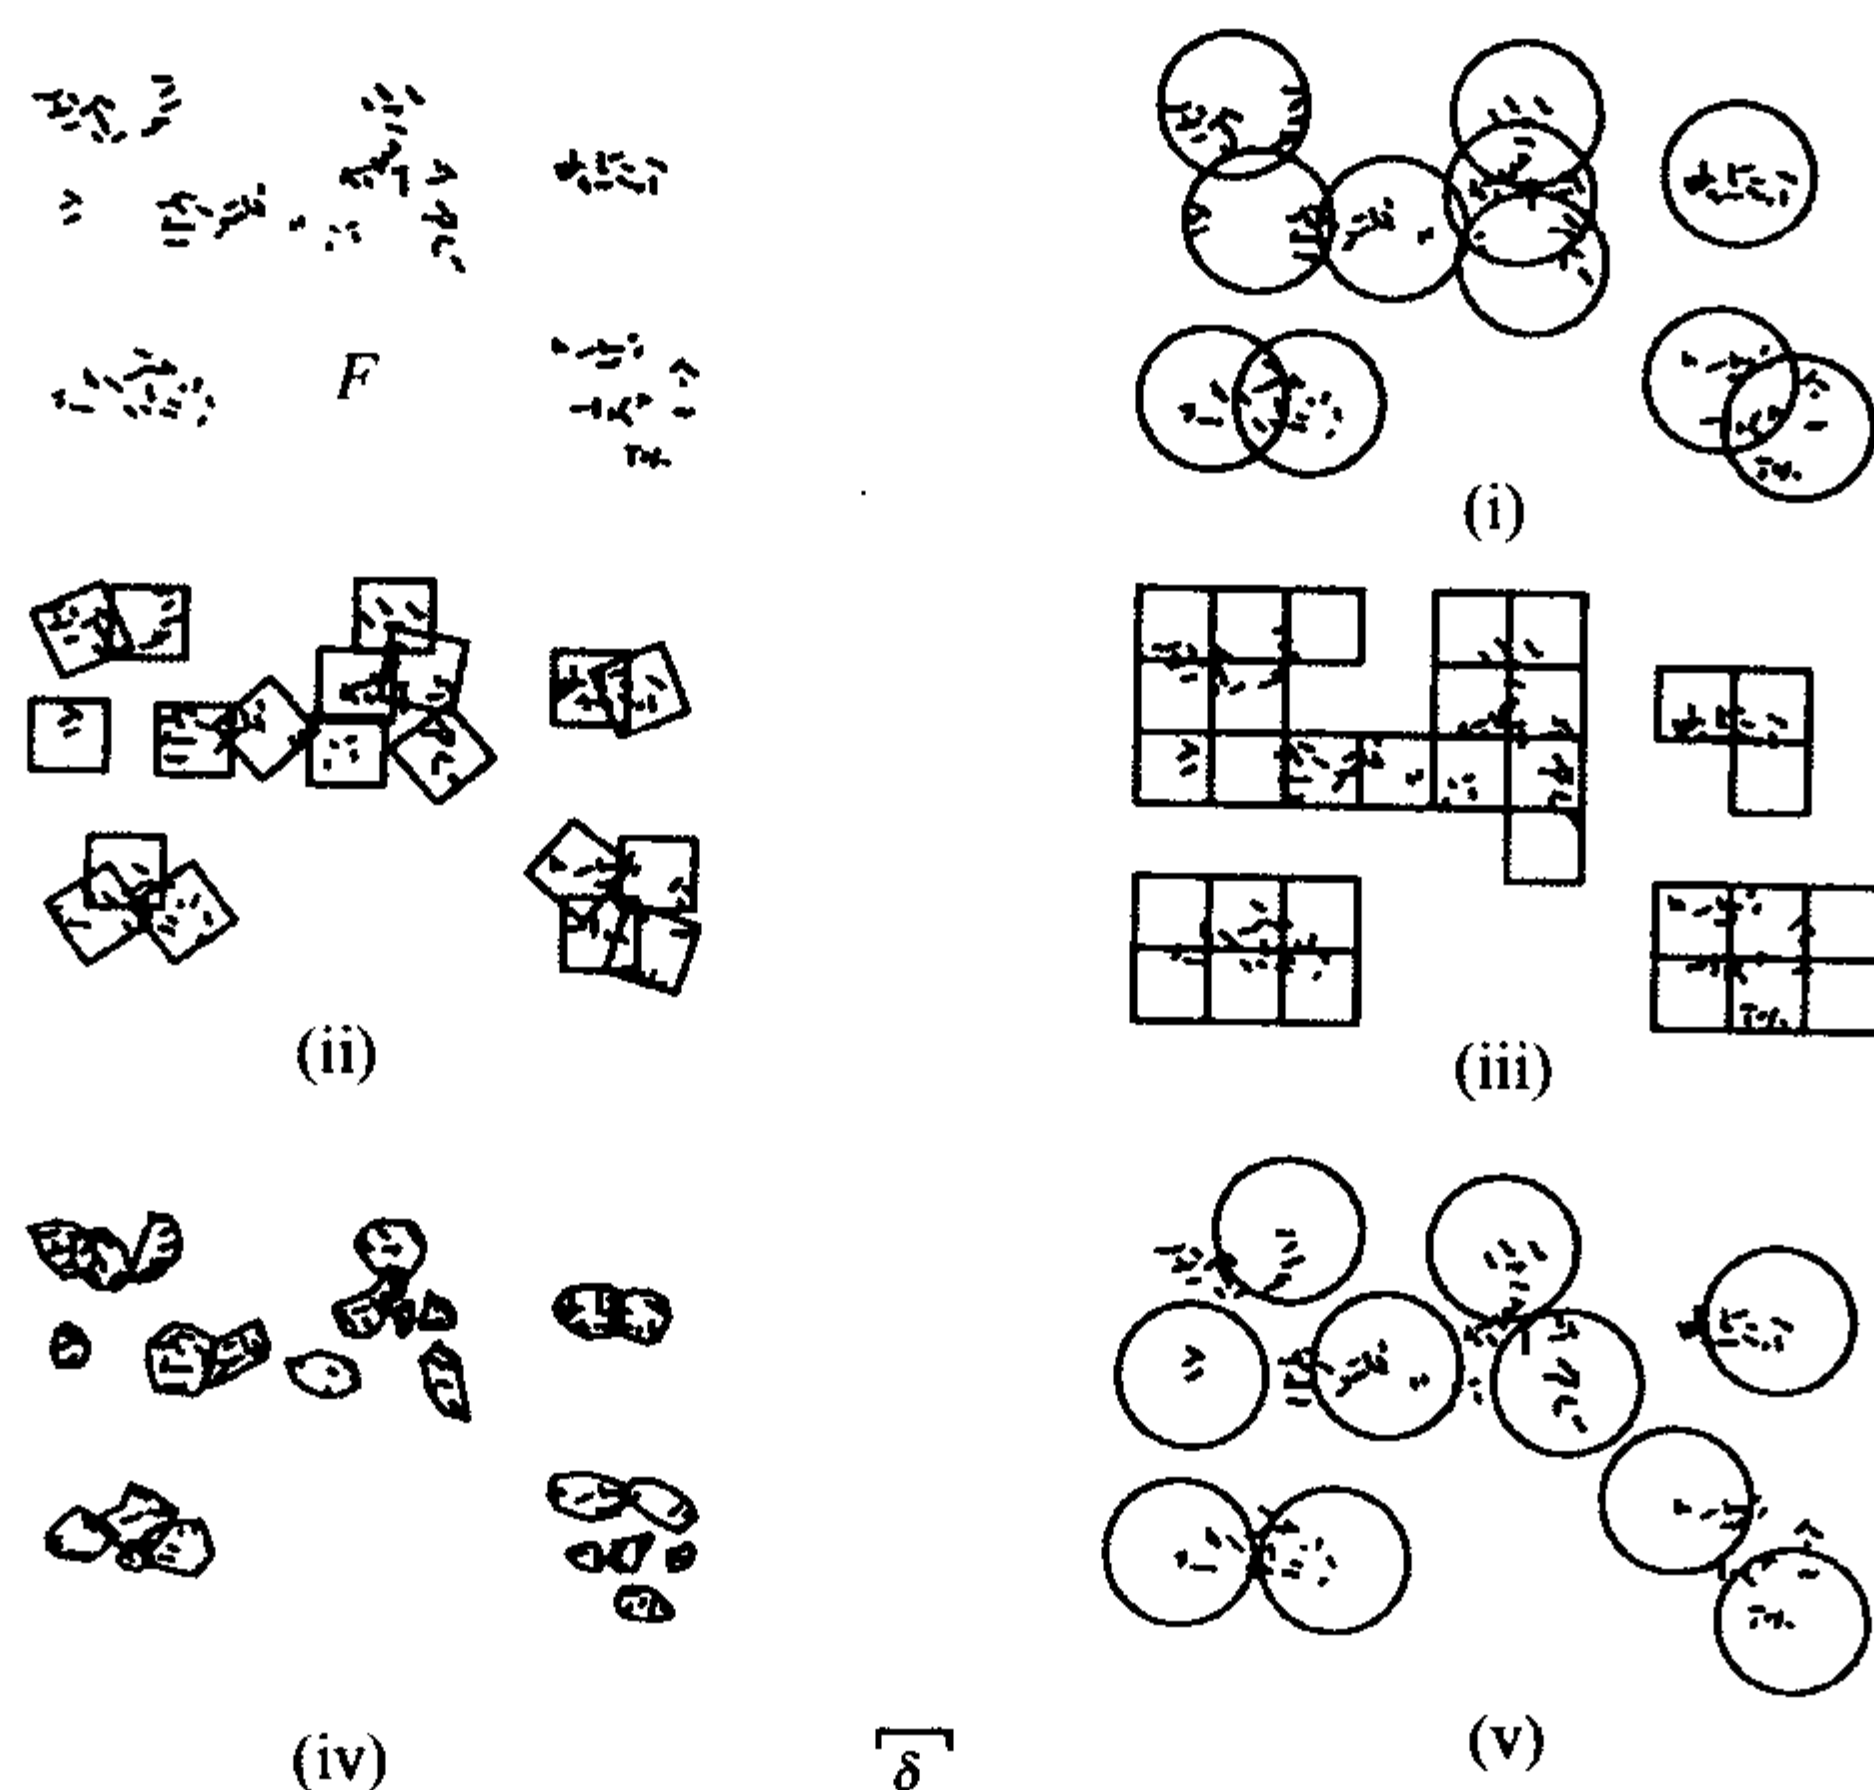 F
(i)
(ii)
(iii)
(iv)
δ
(v)